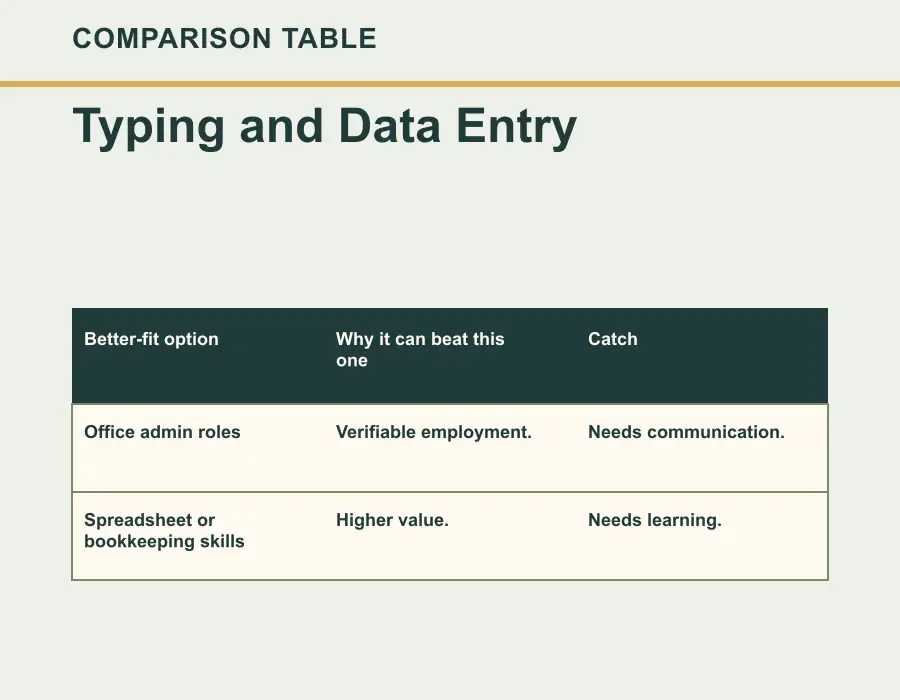 COMPARISON TABLE
Typing and Data Entry
Better-fit option
Why it can beat this
one
Catch
Office admin roles
Verifiable employment.
Needs communication.
Spreadsheet or
bookkeeping skills
Higher value.
Needs learning.